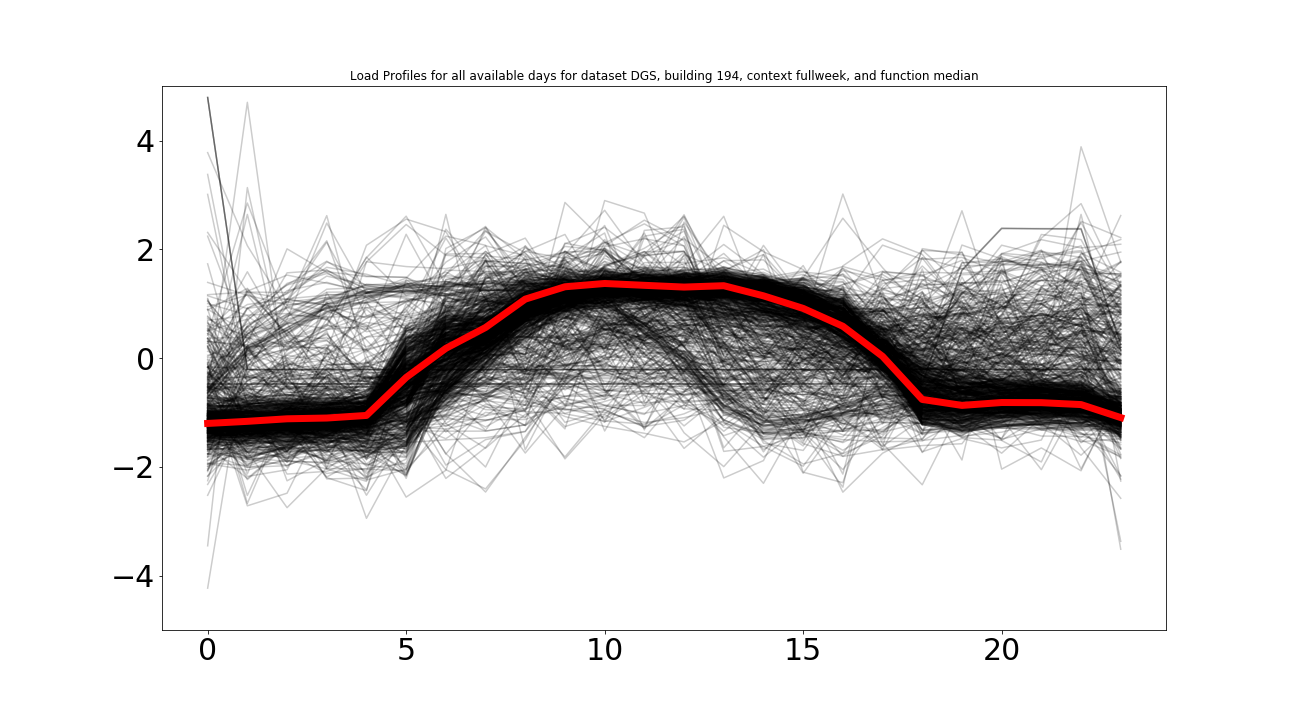 Load Profiles for all available days for dataset DGS, building 194, context fullweek, and function median
4
2
0
−2
−4
0 5 10 15 20